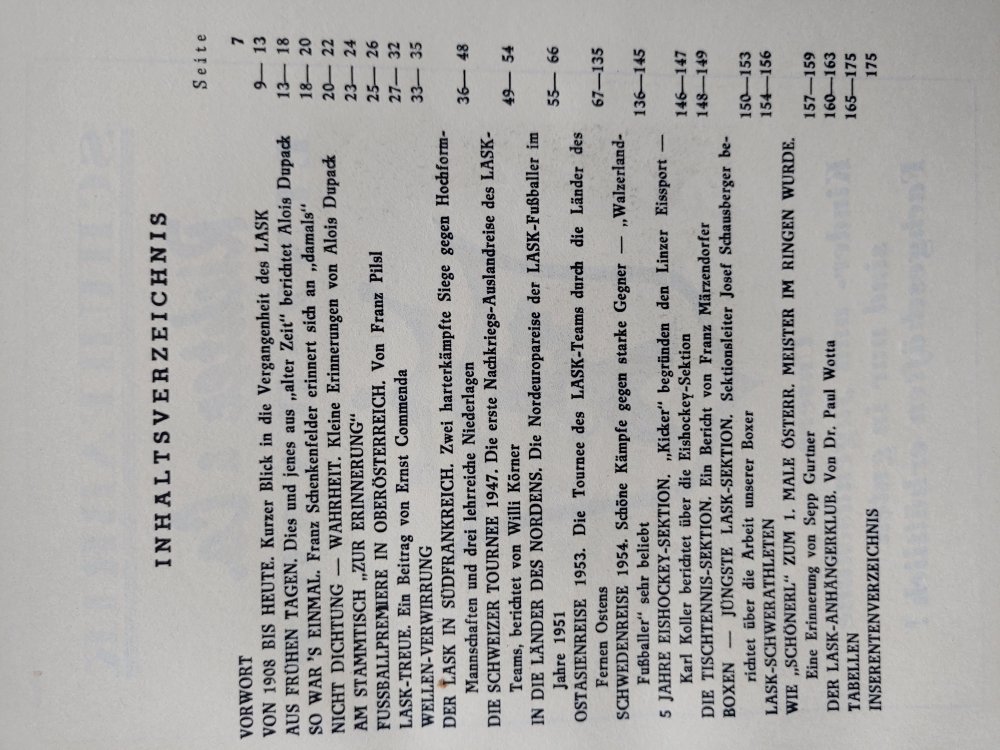 INHALTSVERZEICHNIS
Seite
VORWORT 7
VON 1908 BIS HEUTE. Kurzer Blick in die Vergangenheit des LASK 9— 13
AUS FRÜHEN TAGEN. Dies und jenes aus „alter Zeit“ berichtet Alois Dupack 13— 18
SO WAR 'S EINMAL. Franz Schenkenfelder erinnert sich an „damals“ 18— 20
NICHT DICHTUNG — WAHRHEIT. Kleine Erinnerungen von Alois Dupack 20— 22
AM STAMMTISCH „ZUR ERINNERUNG“ 23— 24
FUSSBALLPREMIERE IN OBERÖSTERREICH. Von Franz Pilsl 25— 26
LASK-TREUE. Ein Beitrag von Ernst Commenda 27— 32
WELLEN-VERWIRRUNG 33— 35
DER LASK IN SÜDFRANKREICH. Zwei harterkämpfte Siege gegen Hochform-
Mannschaften und drei lehrreiche Niederlagen 36— 48
DIE SCHWEIZER TOURNEE 1947. Die erste Nachkriegs-Auslandreise des LASK-
Teams, berichtet von Willi Körner 49— 54
IN DIE LÄNDER DES NORDENS. Die Nordeuropareise der LASK-Fußballer im
Jahre 1951 55— 66
OSTASIENREISE 1953. Die Tournee des LASK-Teams durch die Länder des
Fernen Ostens 67—135
SCHWEDENREISE 1954. Schöne Kämpfe gegen starke Gegner — „Walzerland-
Fußballer“ sehr beliebt 136—145
5 JAHRE EISHOCKEY-SEKTION. „Kicker“ begründen den Linzer Eissport —
Karl Koller berichtet über die Eishockey-Sektion 146—147
DIE TISCHTENNIS-SEKTION. Ein Bericht von Franz Märzendorfer 148—149
BOXEN — JÜNGSTE LASK-SEKTION. Sektionsleiter Josef Schausberger be-
richtet über die Arbeit unserer Boxer 150—153
LASK-SCHWERATHLETEN 154—156
WIE „SCHÖNERL“ ZUM 1. MALE ÖSTERR. MEISTER IM RINGEN WURDE.
Eine Erinnerung von Sepp Gurtner 157—159
DER LASK-ANHÄNGERKLUB. Von Dr. Paul Wotta 160—163
TABELLEN 165—175
INSERENTENVERZEICHNIS 175